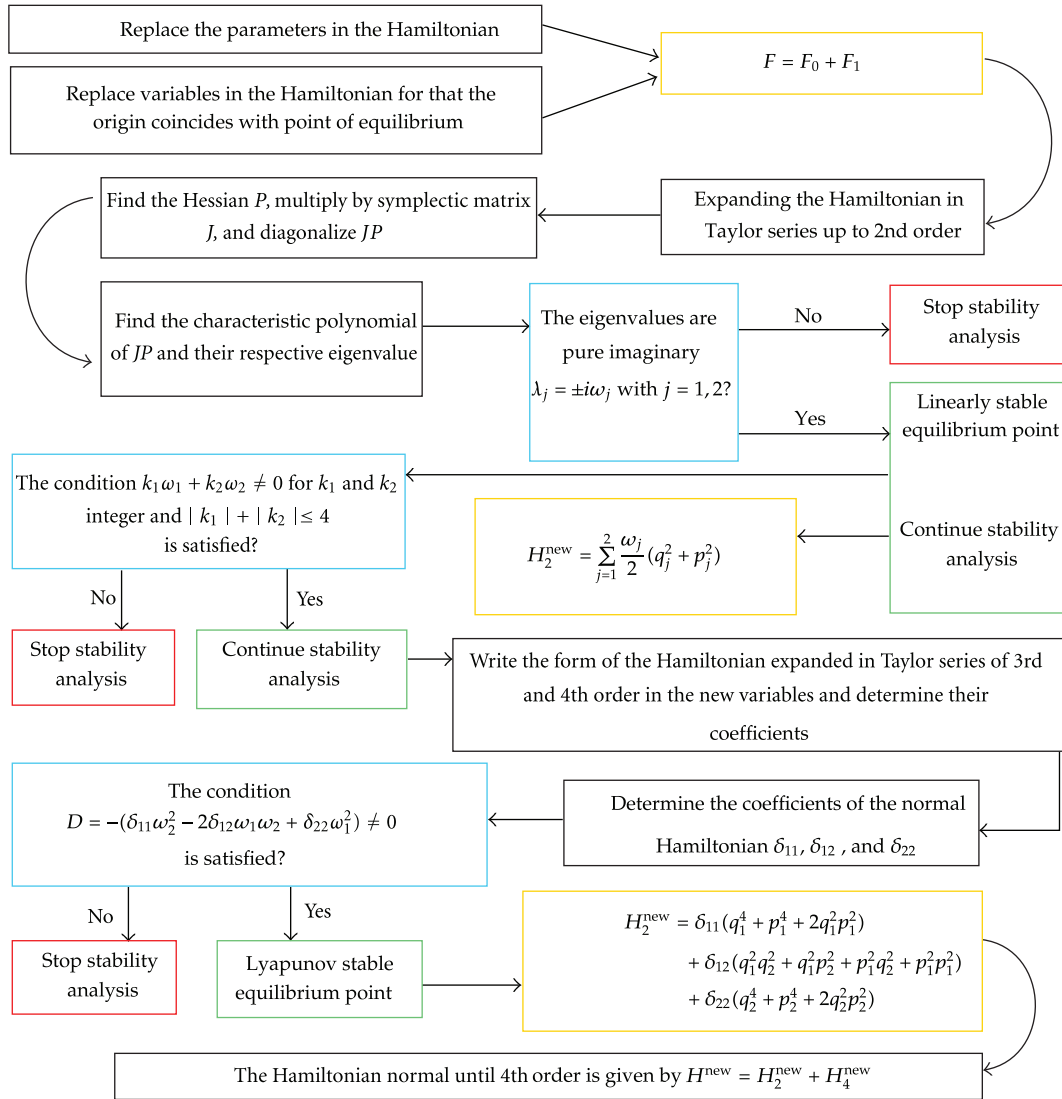 Replace the parameters in the Hamiltonian
F = F₀ + F₁
Replace variables in the Hamiltonian for that the
origin coincides with point of equilibrium
Find the Hessian P, multiply by symplectic matrix
J, and diagonalize JP
Expanding the Hamiltonian in
Taylor series up to 2nd order
Find the characteristic polynomial
of JP and their respective eigenvalue
The eigenvalues are
pure imaginary
λⱼ = ±iωⱼ with j = 1, 2?
No
Stop stability
analysis
Yes
Linearly stable
equilibrium point
Continue stability
analysis
The condition k₁ω₁ + k₂ω₂ ≠ 0 for k₁ and k₂
integer and | k₁ | + | k₂ | ≤ 4
is satisfied?
H₂ⁿᵉʷ = ∑ⱼ₌₁² ωⱼ/2 (qⱼ² + pⱼ²)
No
Yes
Stop stability
analysis
Continue stability
analysis
Write the form of the Hamiltonian expanded in Taylor series of 3rd
and 4th order in the new variables and determine their
coefficients
The condition
D = −(δ₁₁ω₂² − 2δ₁₂ω₁ω₂ + δ₂₂ω₁²) ≠ 0
is satisfied?
Determine the coefficients of the normal
Hamiltonian δ₁₁, δ₁₂ , and δ₂₂
No
Yes
Stop stability
analysis
Lyapunov stable
equilibrium point
H₂ⁿᵉʷ = δ₁₁(q₁⁴ + p₁⁴ + 2q₁²p₁²)
+ δ₁₂(q₁²q₂² + q₁²p₂² + p₁²q₂² + p₁²p₁²)
+ δ₂₂(q₂⁴ + p₂⁴ + 2q₂²p₂²)
The Hamiltonian normal until 4th order is given by Hⁿᵉʷ = H₂ⁿᵉʷ + H₄ⁿᵉʷ